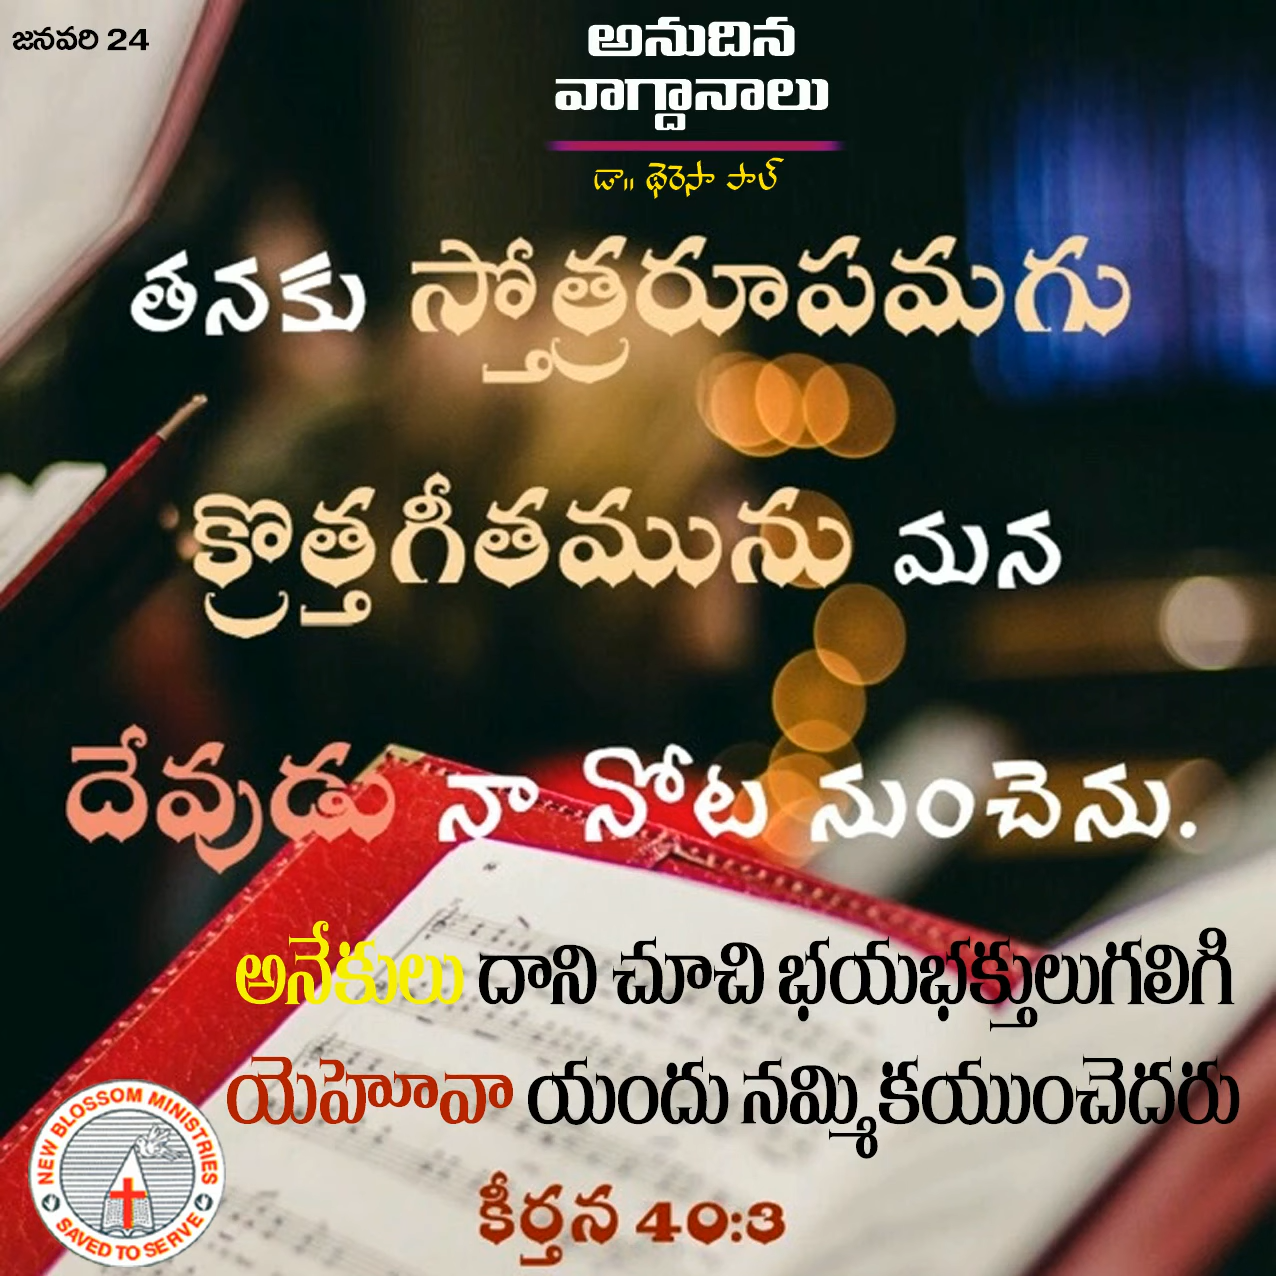 జనవరి 24
అనుదిన
వాగ్దానాలు
డా॥ థెరెసా పాల్
తనకు స్తోత్రరూపమగు
క్రొత్తగీతమును మన
దేవుడు నా నోట నుంచెను.
అనేకులు దాని చూచి భయభక్తులుగలిగి
యెహోవా యందు నమ్మికయుంచెదరు
కీర్తన 40:3
NEW BLOSSOM MINISTRIES
SAVED TO SERVE